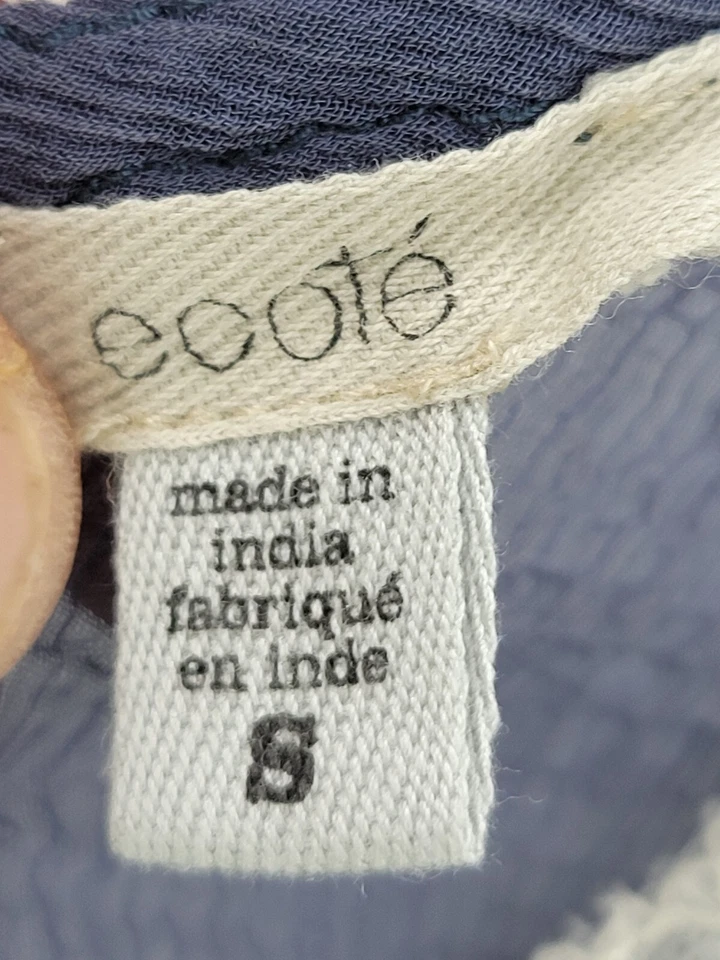 ecoté
made in
india
fabriqué
en inde
S